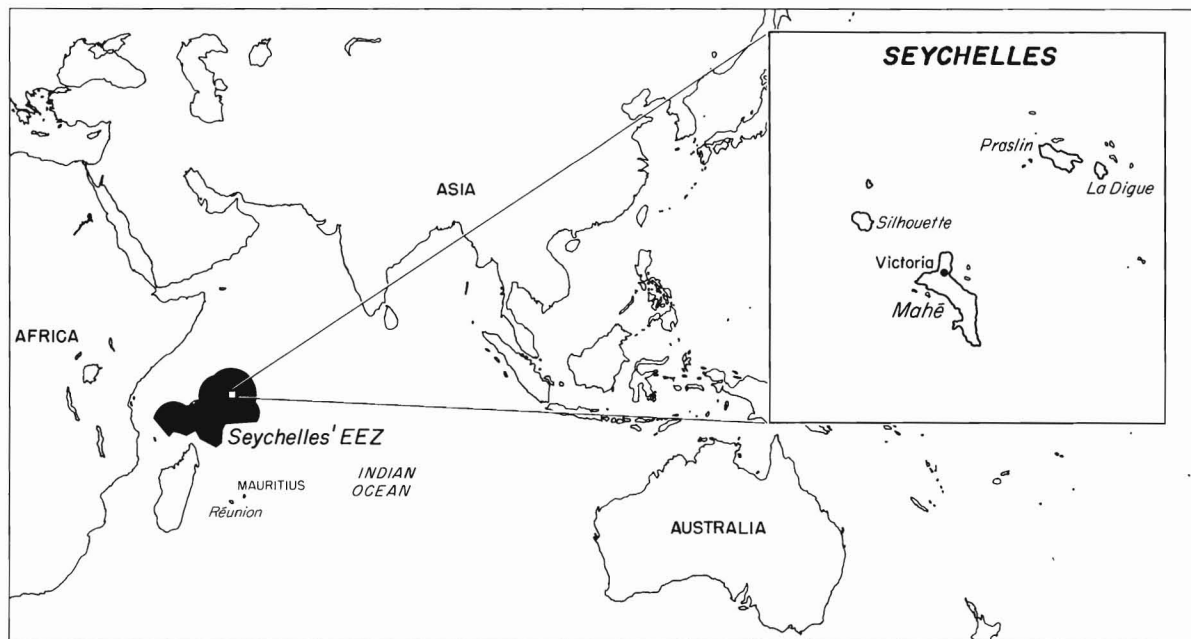 SEYCHELLES
Praslin
La Digue
Silhouette
Victoria
Mahé
ASIA
AFRICA
Seychelles' EEZ
INDIAN
OCEAN
MAURITIUS
Réunion
AUSTRALIA